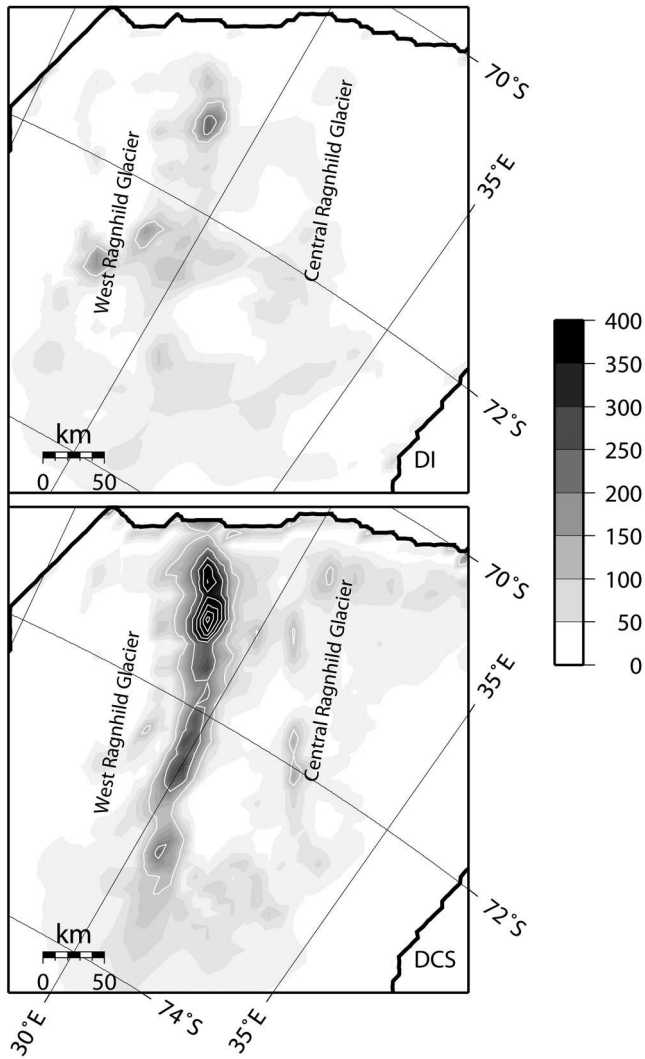 70°S
35°E
West Ragnhild Glacier
Central Ragnhild Glacier
72°S
km
0 50
DI
400
350
300
250
200
150
100
50
0
70°S
35°E
West Ragnhild Glacier
Central Ragnhild Glacier
72°S
km
0 50
DCS
30°E
74°S
35°E